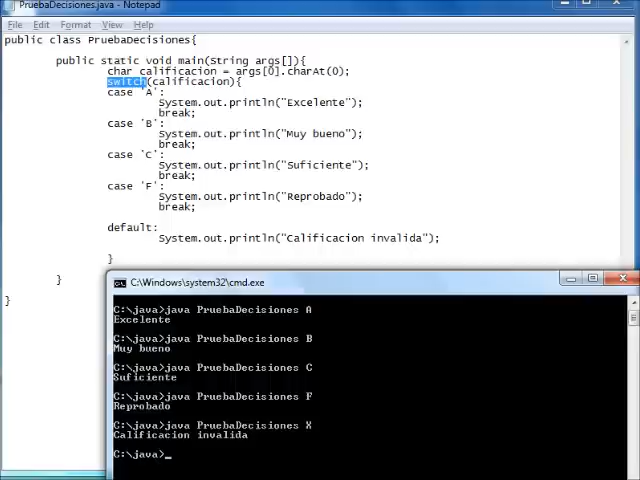 PruebaDecisiones.java - Notepad
File Edit Format View Help
public class PruebaDecisiones{
public static void main(String args[]){
char calificacion = args[0].charAt(0);
switch(calificacion){
case 'A':
System.out.println("Excelente");
break;
case 'B':
System.out.println("Muy bueno");
break;
case 'C':
System.out.println("Suficiente");
break;
case 'F':
System.out.println("Reprobado");
break;
default:
System.out.println("Calificacion invalida");
}
}
}
C:\Windows\system32\cmd.exe
C:\java>java PruebaDecisiones A
Excelente
C:\java>java PruebaDecisiones B
Muy bueno
C:\java>java PruebaDecisiones C
Suficiente
C:\java>java PruebaDecisiones F
Reprobado
C:\java>java PruebaDecisiones X
Calificacion invalida
C:\java>_